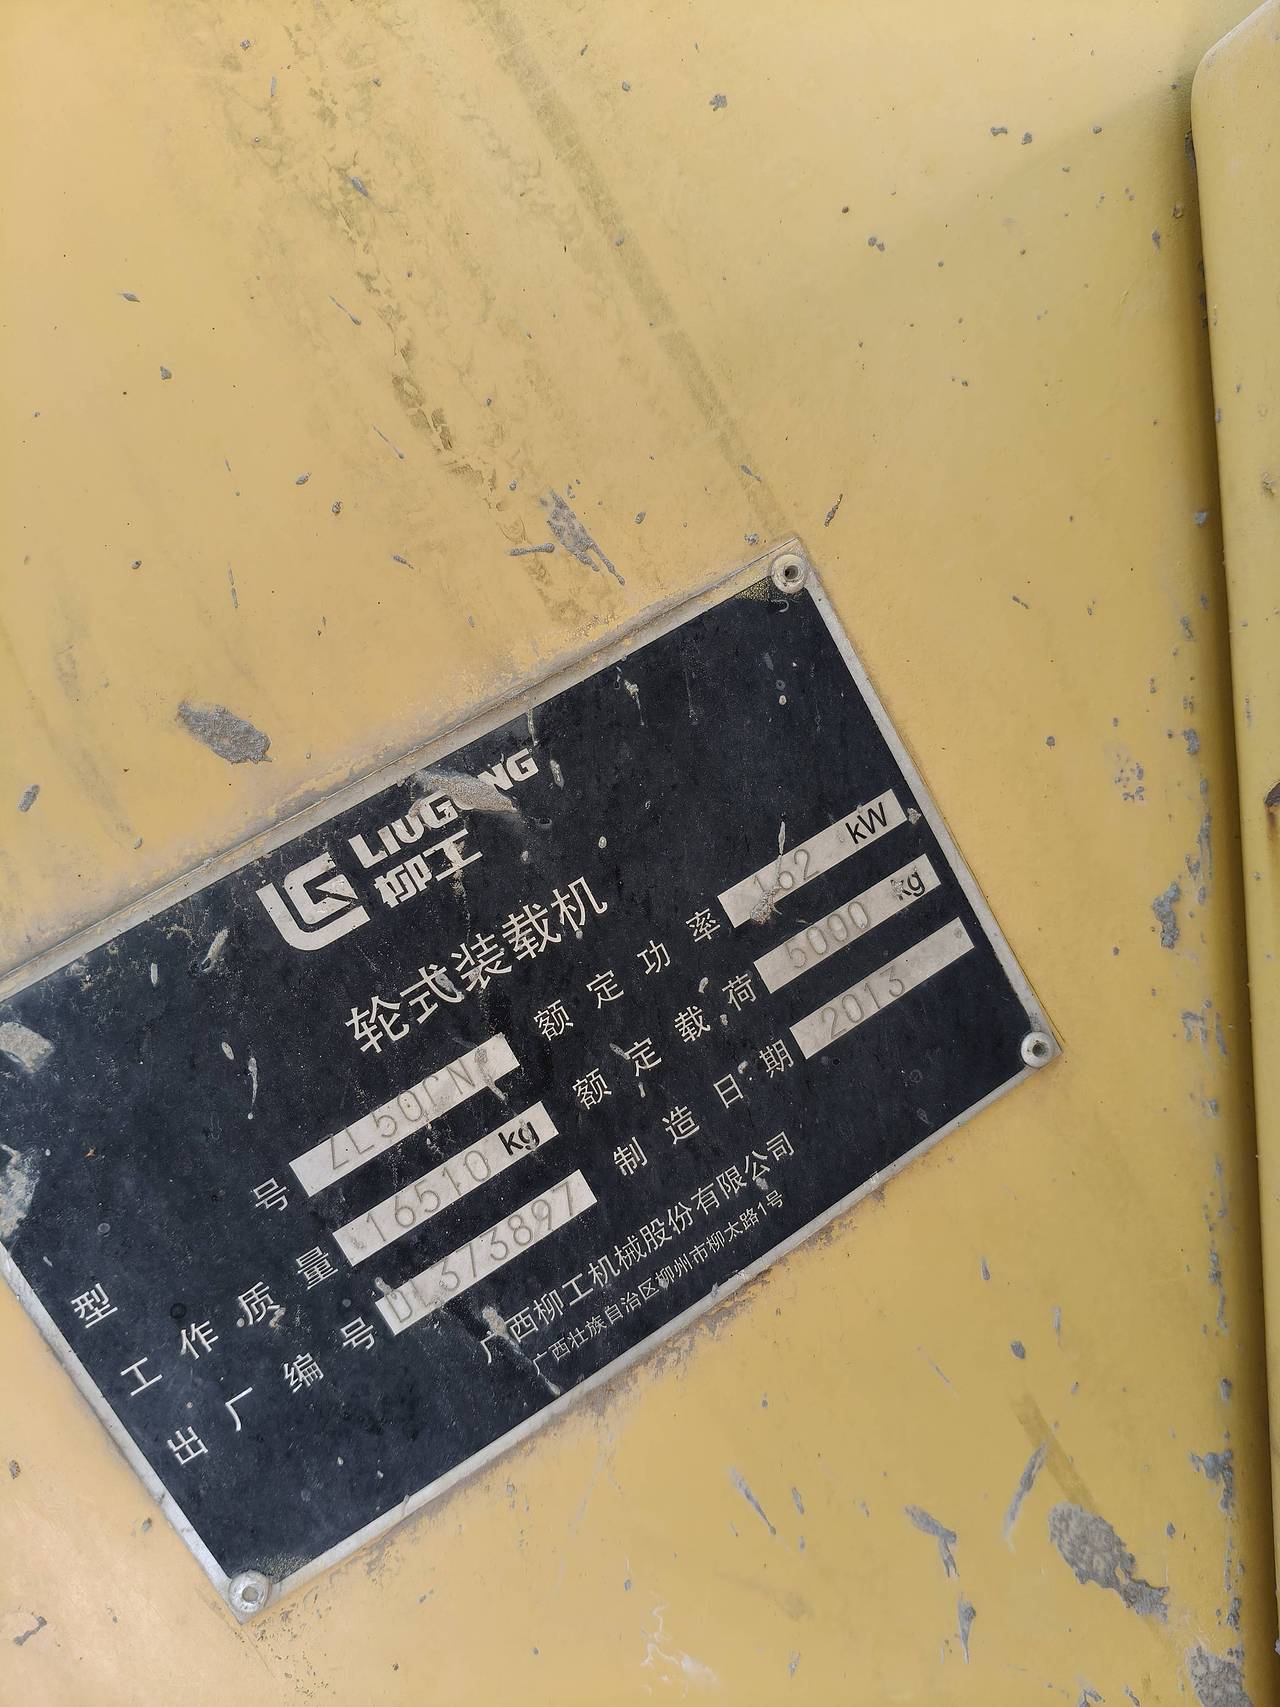 LIUGONG
柳工
轮式装载机
型号 ZL50CN 额定功率 162 kW
工作质量 16510 kg 额定载荷 5000 kg
出厂编号 DL373897 制造日期 2013
广西柳工机械股份有限公司
广西壮族自治区柳州市柳太路1号